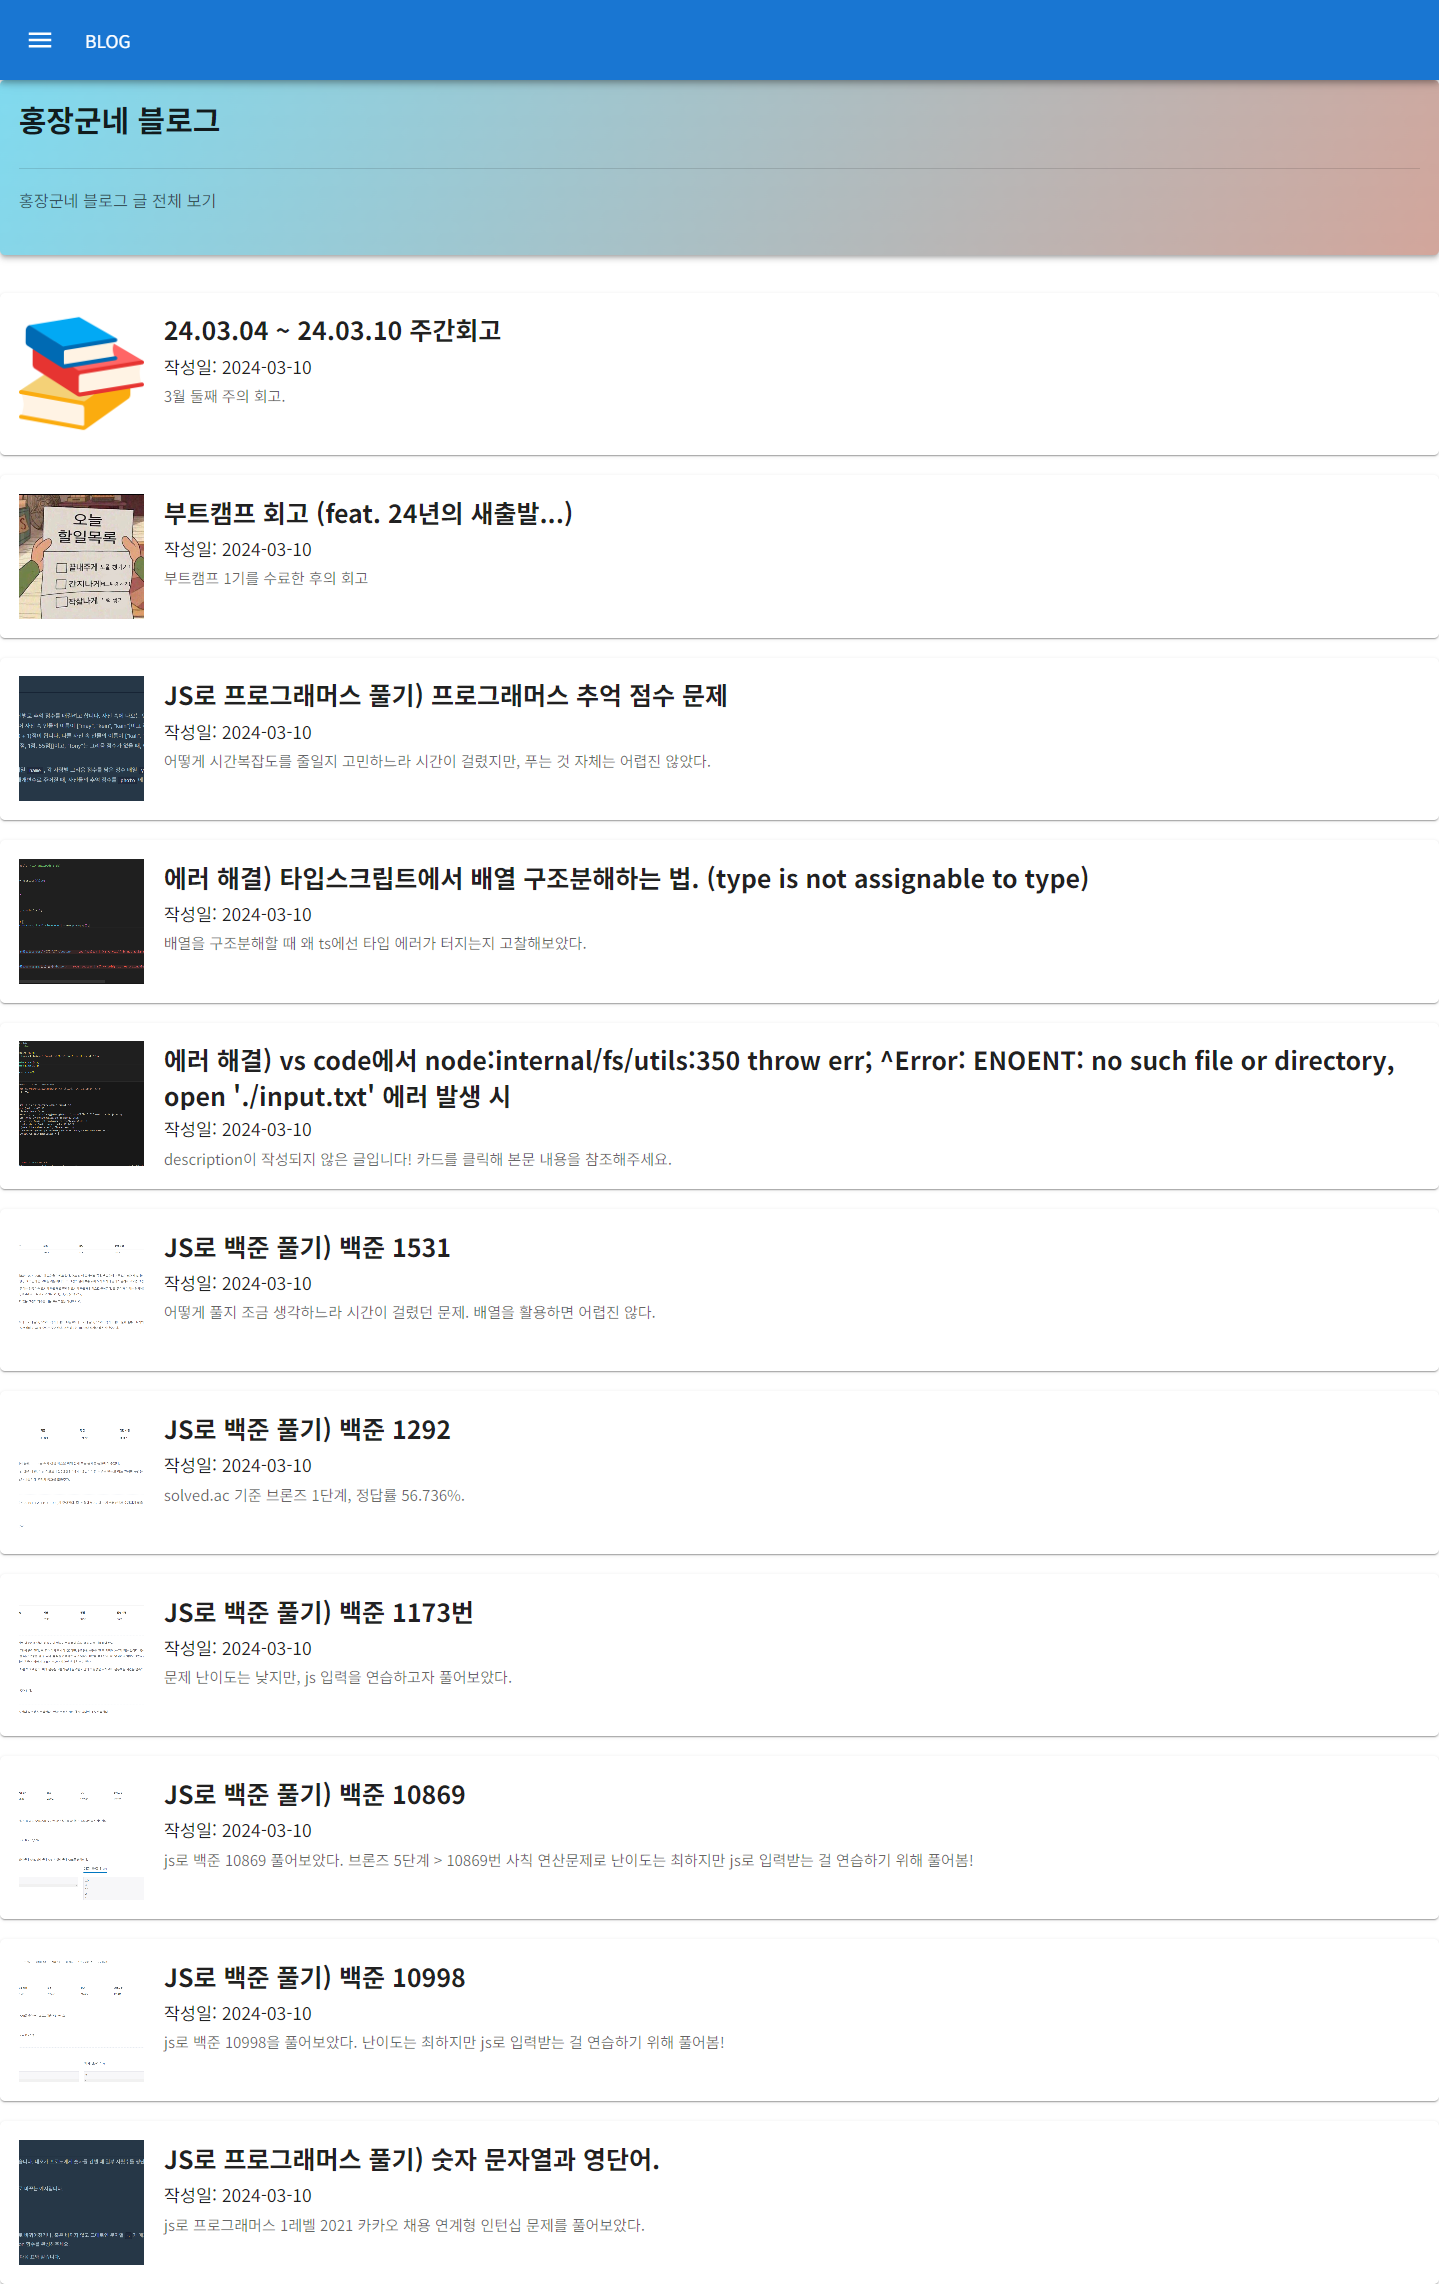 BLOG
홍장군네 블로그
홍장군네 블로그 글 전체 보기
24.03.04 ~ 24.03.10 주간회고
작성일: 2024-03-10
3월 둘째 주의 회고.
오늘
할일목록
끝내주게
간지나게
작살나게
부트캠프 회고 (feat. 24년의 새출발...)
작성일: 2024-03-10
부트캠프 1기를 수료한 후의 회고
JS로 프로그래머스 풀기) 프로그래머스 추억 점수 문제
작성일: 2024-03-10
어떻게 시간복잡도를 줄일지 고민하느라 시간이 걸렸지만, 푸는 것 자체는 어렵진 않았다.
에러 해결) 타입스크립트에서 배열 구조분해하는 법. (type is not assignable to type)
작성일: 2024-03-10
배열을 구조분해할 때 왜 ts에선 타입 에러가 터지는지 고찰해보았다.
에러 해결) vs code에서 node:internal/fs/utils:350 throw err; ^Error: ENOENT: no such file or directory,
open './input.txt' 에러 발생 시
작성일: 2024-03-10
description이 작성되지 않은 글입니다! 카드를 클릭해 본문 내용을 참조해주세요.
JS로 백준 풀기) 백준 1531
작성일: 2024-03-10
어떻게 풀지 조금 생각하느라 시간이 걸렸던 문제. 배열을 활용하면 어렵진 않다.
JS로 백준 풀기) 백준 1292
작성일: 2024-03-10
solved.ac 기준 브론즈 1단계, 정답률 56.736%.
JS로 백준 풀기) 백준 1173번
작성일: 2024-03-10
문제 난이도는 낮지만, js 입력을 연습하고자 풀어보았다.
JS로 백준 풀기) 백준 10869
작성일: 2024-03-10
js로 백준 10869 풀어보았다. 브론즈 5단계 > 10869번 사칙 연산문제로 난이도는 최하지만 js로 입력받는 걸 연습하기 위해 풀어봄!
JS로 백준 풀기) 백준 10998
작성일: 2024-03-10
js로 백준 10998을 풀어보았다. 난이도는 최하지만 js로 입력받는 걸 연습하기 위해 풀어봄!
JS로 프로그래머스 풀기) 숫자 문자열과 영단어.
작성일: 2024-03-10
js로 프로그래머스 1레벨 2021 카카오 채용 연계형 인턴십 문제를 풀어보았다.